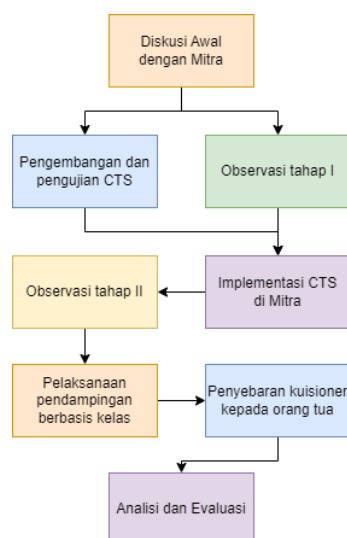 Diskusi Awal
dengan Mitra
Pengembangan dan
pengujian CTS
Observasi tahap I
Observasi tahap II
Implementasi CTS
di Mitra
Pelaksanaan
pendampingan
berbasis kelas
Penyebaran kuisioner
kepada orang tua
Analisi dan Evaluasi